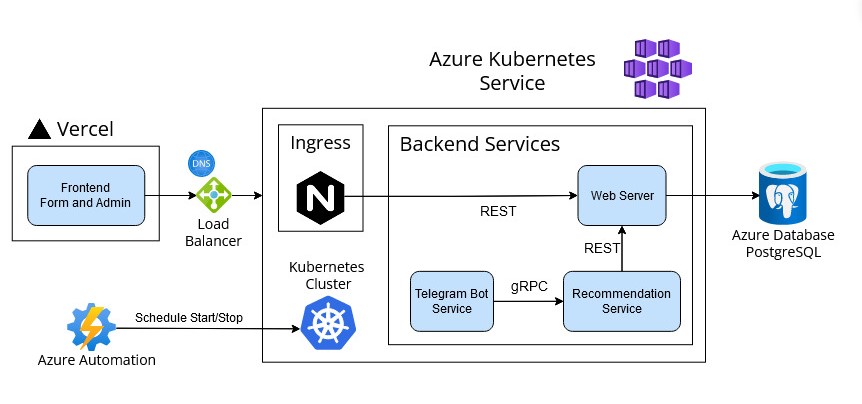 Azure Kubernetes
Service
Vercel
Frontend
Form and Admin
DNS
Load
Balancer
Ingress
N
Backend Services
REST
Web Server
Azure Database
PostgreSQL
REST
Telegram Bot
Service
gRPC
Recommendation
Service
Kubernetes
Cluster
Schedule Start/Stop
Azure Automation